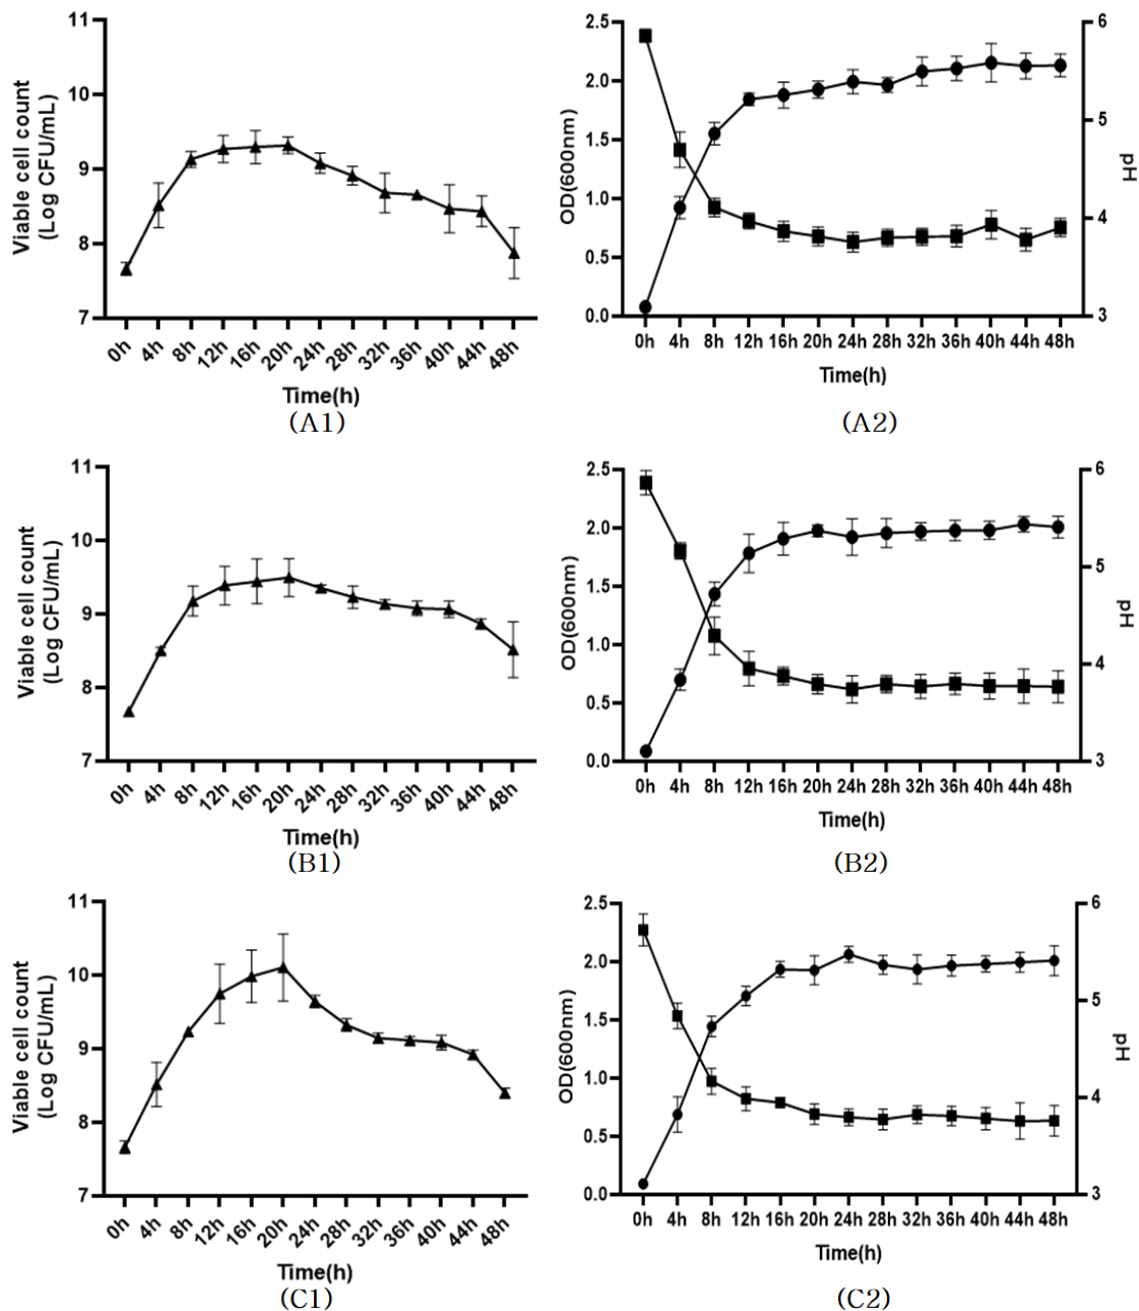 11
10
9
8
7
Viable cell count
(Log CFU/mL)
0h 4h 8h 12h 16h 20h 24h 28h 32h 36h 40h 44h 48h
Time(h)
(A1)
2.5
2.0
1.5
1.0
0.5
0.0
OD(600nm)
6
5
4
3
pH
0h 4h 8h 12h 16h 20h 24h 28h 32h 36h 40h 44h 48h
Time(h)
(A2)
11
10
9
8
7
Viable cell count
(Log CFU/mL)
0h 4h 8h 12h 16h 20h 24h 28h 32h 36h 40h 44h 48h
Time(h)
(B1)
2.5
2.0
1.5
1.0
0.5
0.0
OD(600nm)
6
5
4
3
pH
0h 4h 8h 12h 16h 20h 24h 28h 32h 36h 40h 44h 48h
Time(h)
(B2)
11
10
9
8
7
Viable cell count
(Log CFU/mL)
0h 4h 8h 12h 16h 20h 24h 28h 32h 36h 40h 44h 48h
Time(h)
(C1)
2.5
2.0
1.5
1.0
0.5
0.0
OD(600nm)
6
5
4
3
pH
0h 4h 8h 12h 16h 20h 24h 28h 32h 36h 40h 44h 48h
Time(h)
(C2)